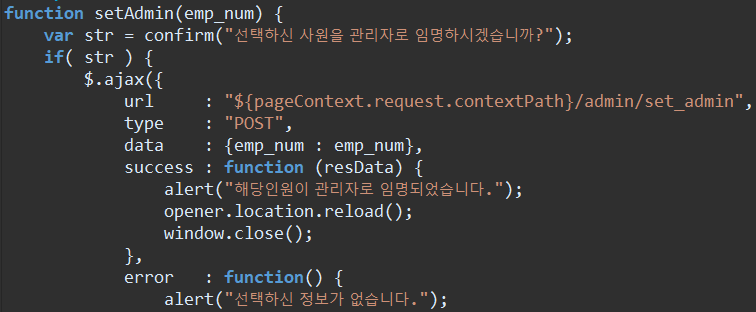 function setAdmin(emp_num) {
var str = confirm("선택하신 사원을 관리자로 임명하시겠습니까?");
if( str ) {
$.ajax({
url : "${pageContext.request.contextPath}/admin/set_admin",
type : "POST",
data : {emp_num : emp_num},
success : function (resData) {
alert("해당인원이 관리자로 임명되었습니다.");
opener.location.reload();
window.close();
},
error : function() {
alert("선택하신 정보가 없습니다.");